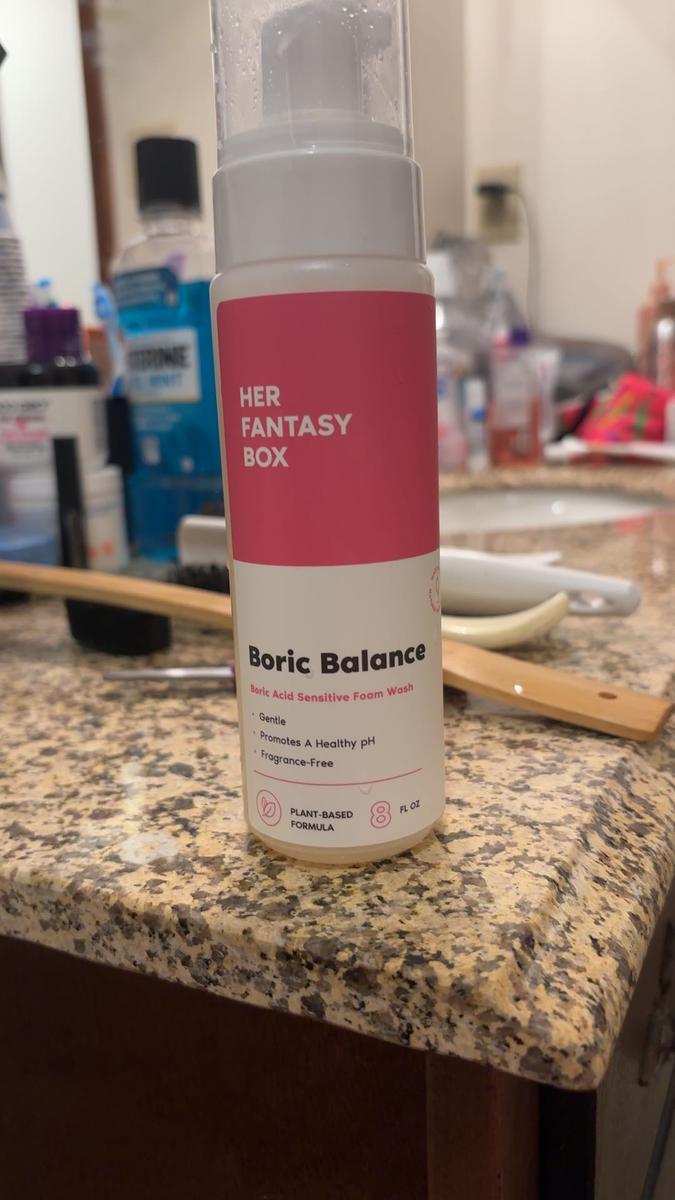 HER
FANTASY
BOX
Boric Balance
Boric Acid Sensitive Foam Wash
· Gentle
· Promotes A Healthy pH
· Fragrance-Free
PLANT-BASED
FORMULA
8 FL OZ